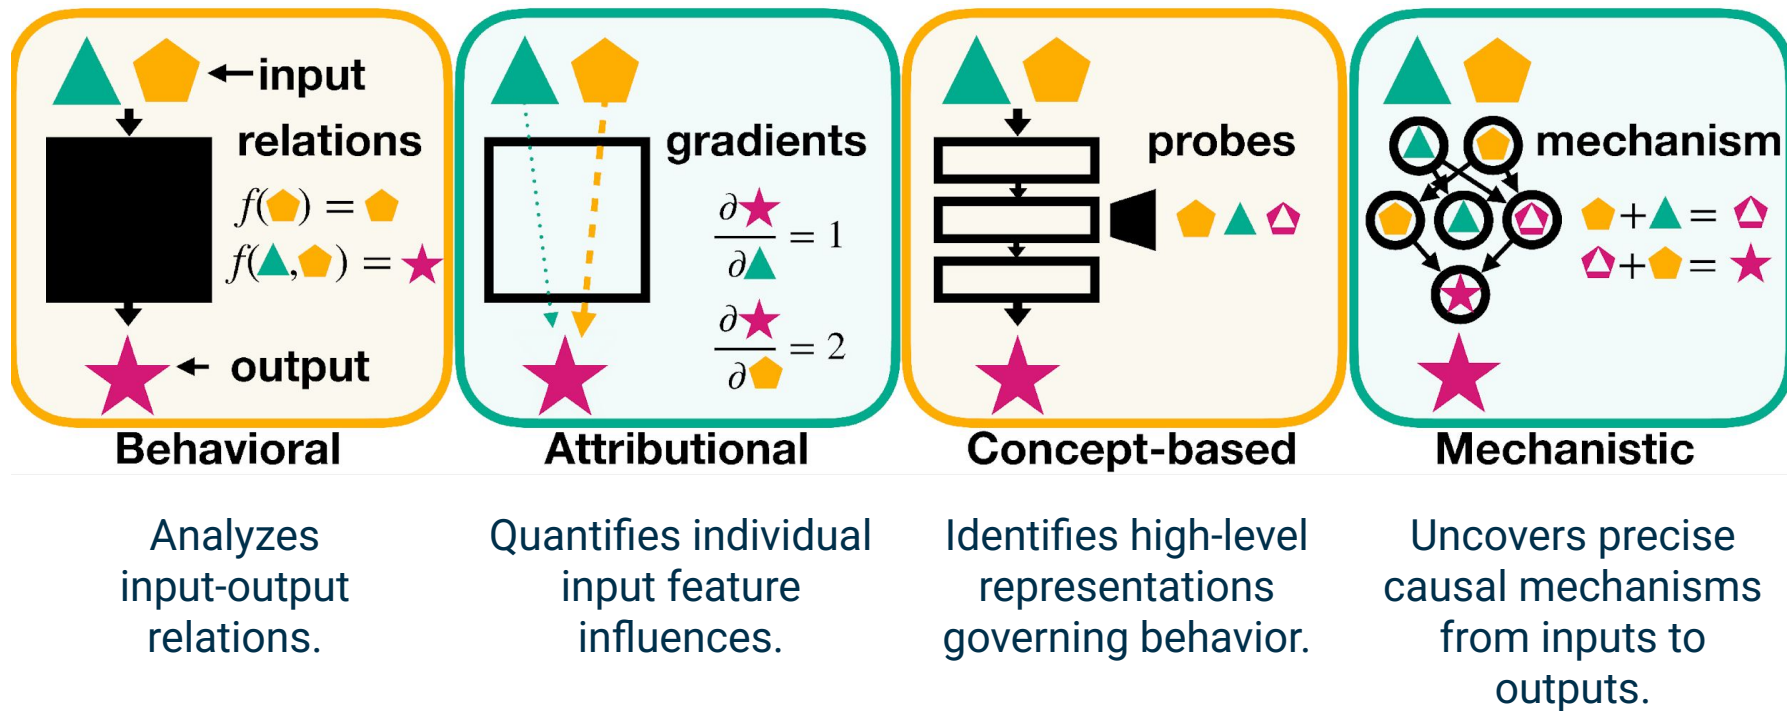 input
relations
f( ) =
f( , ) =
output
Behavioral
gradients
∂
∂
= 1
∂
∂
= 2
Attributional
probes
Concept-based
mechanism
+ =
+ =
Mechanistic
Analyzes
input-output
relations.
Quantifies individual
input feature
influences.
Identifies high-level
representations
governing behavior.
Uncovers precise
causal mechanisms
from inputs to
outputs.